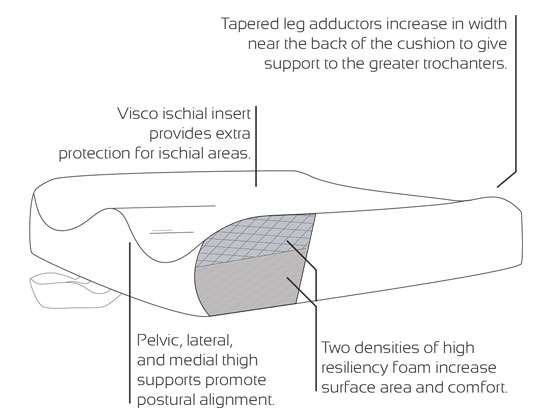 Tapered leg adductors increase in width
near the back of the cushion to give
support to the greater trochanters.
Visco ischial insert
provides extra
protection for ischial areas.
Pelvic, lateral,
and medial thigh
supports promote
postural alignment.
Two densities of high
resiliency foam increase
surface area and comfort.